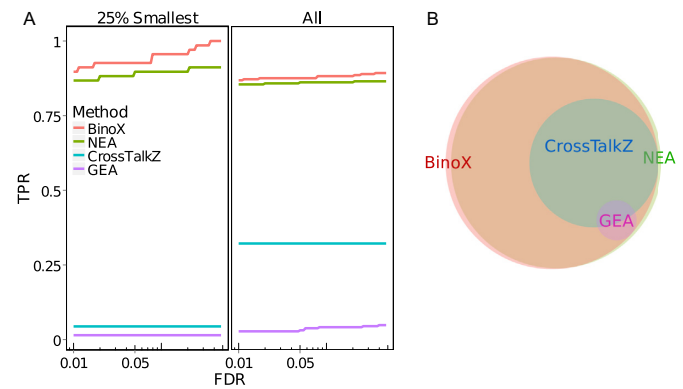 A
25% Smallest
All
B
1
0.75
0.5
0.25
0
TPR
Method
BinoX
NEA
CrossTalkZ
GEA
0.01
0.05
0.01
0.05
FDR
BinoX
CrossTalkZ
NEA
GEA